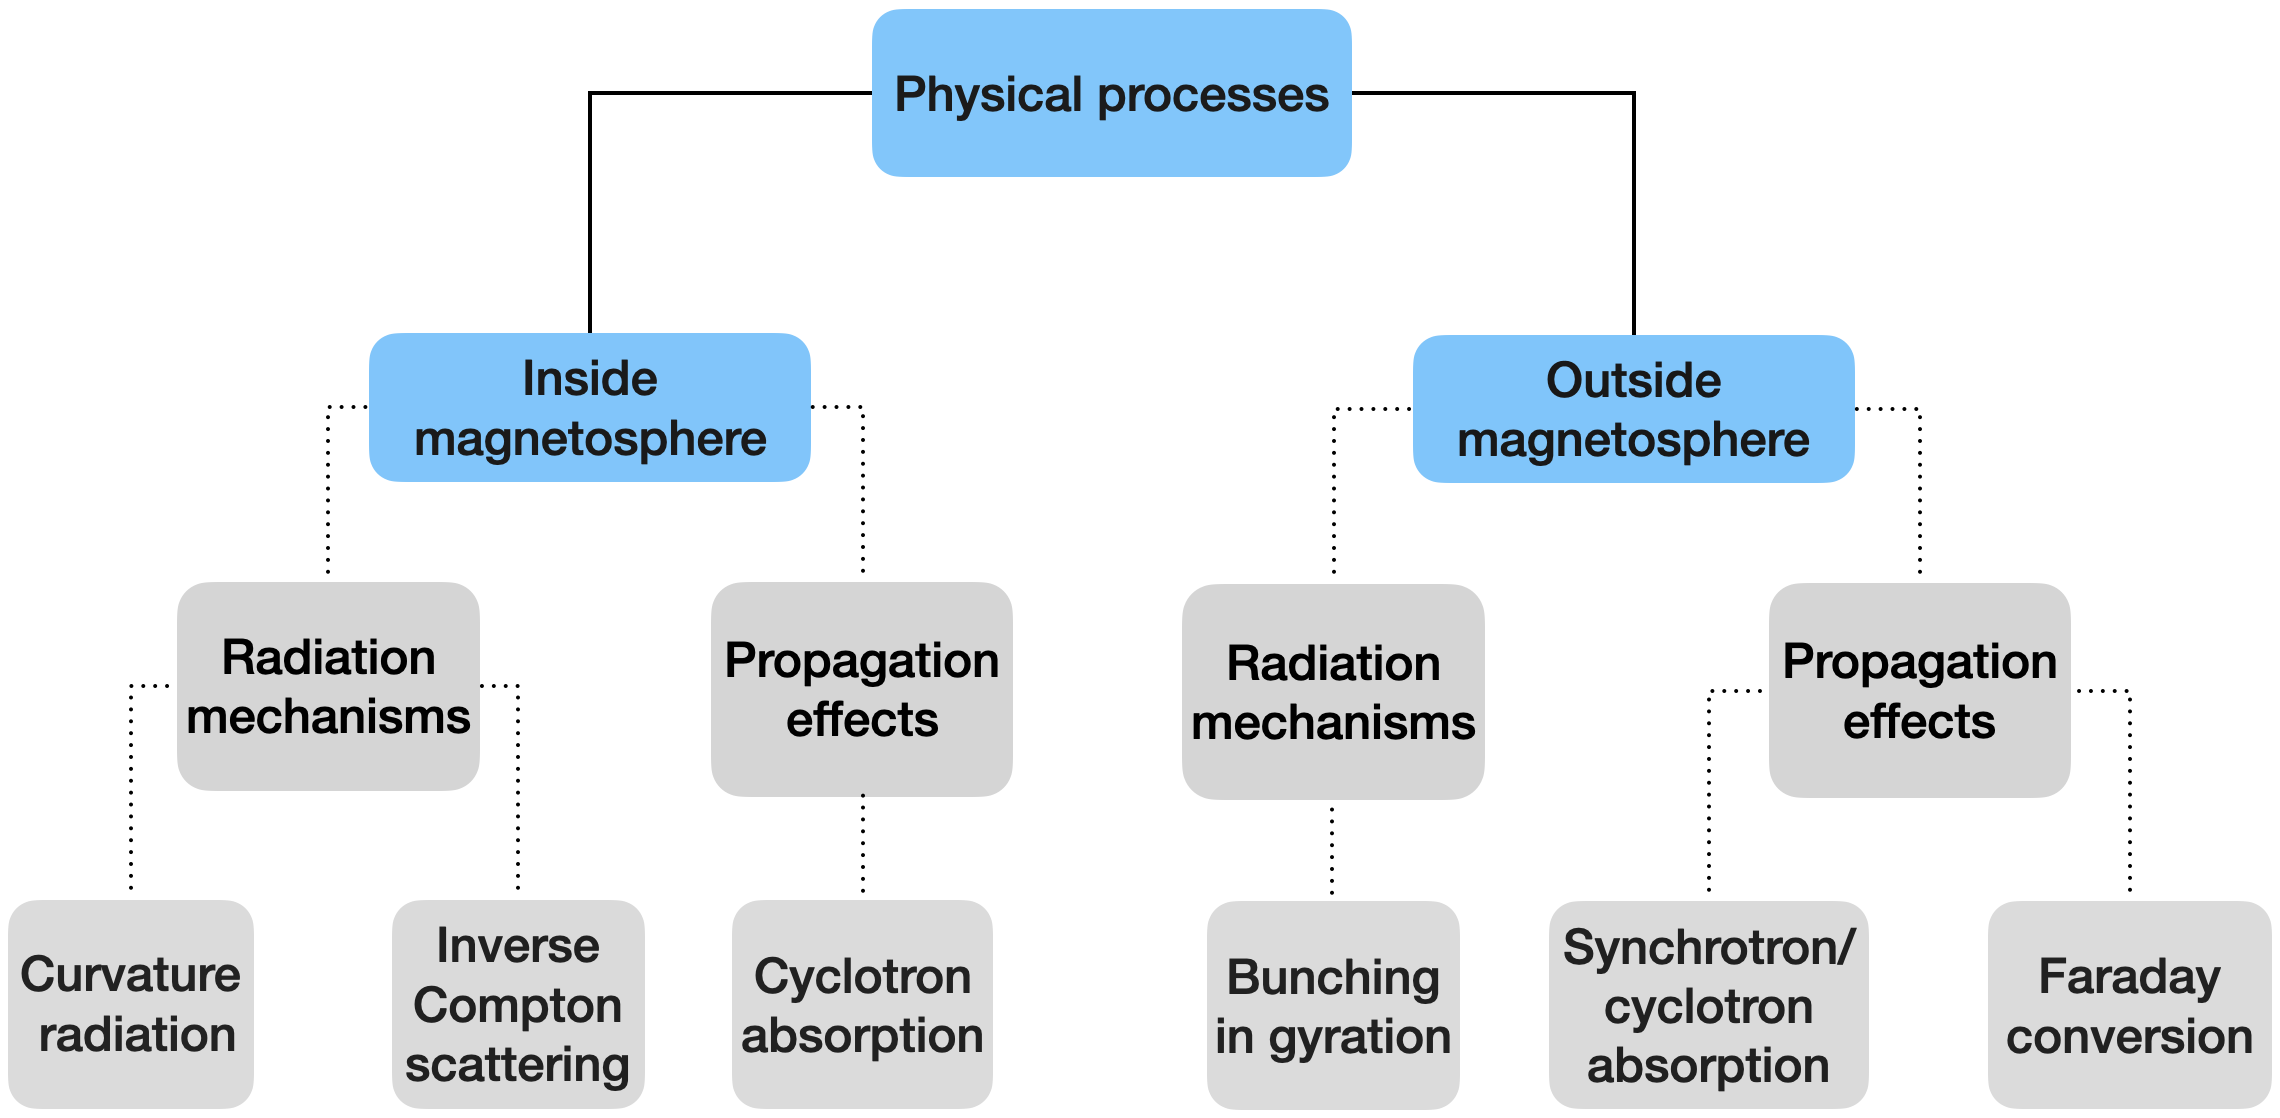 Physical processes
Inside
magnetosphere
Outside
magnetosphere
Radiation
mechanisms
Propagation
effects
Radiation
mechanisms
Propagation
effects
Curvature
radiation
Inverse
Compton
scattering
Cyclotron
absorption
Bunching
in gyration
Synchrotron/
cyclotron
absorption
Faraday
conversion